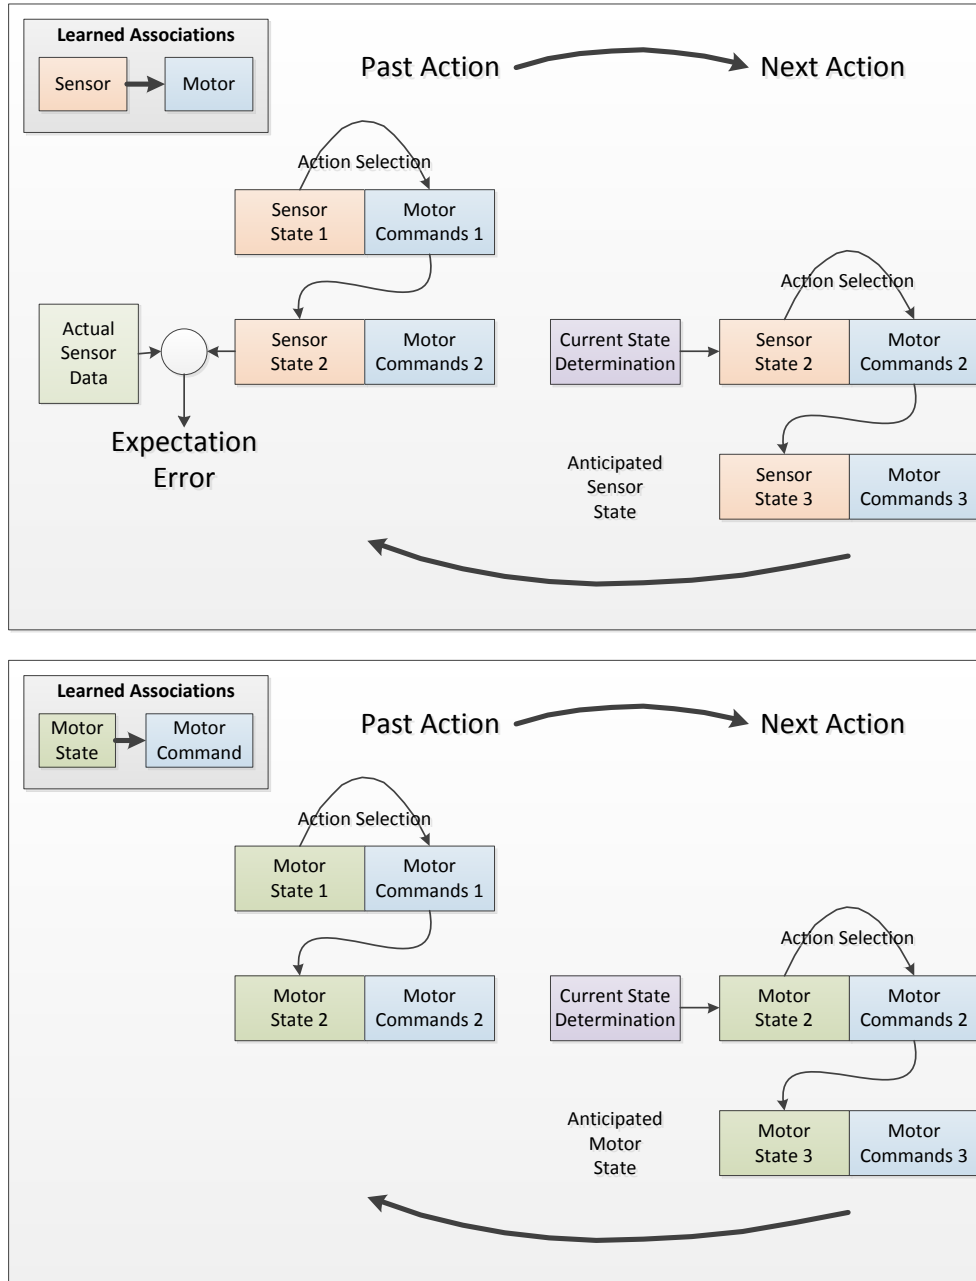 Learned Associations
Sensor
Motor
Past Action
Next Action
Action Selection
Sensor
State 1
Motor
Commands 1
Actual
Sensor
Data
Sensor
State 2
Motor
Commands 2
Expectation
Error
Action Selection
Current State
Determination
Sensor
State 2
Motor
Commands 2
Anticipated
Sensor
State
Sensor
State 3
Motor
Commands 3
Learned Associations
Motor
State
Motor
Command
Past Action
Next Action
Action Selection
Motor
State 1
Motor
Commands 1
Motor
State 2
Motor
Commands 2
Action Selection
Current State
Determination
Motor
State 2
Motor
Commands 2
Anticipated
Motor
State
Motor
State 3
Motor
Commands 3